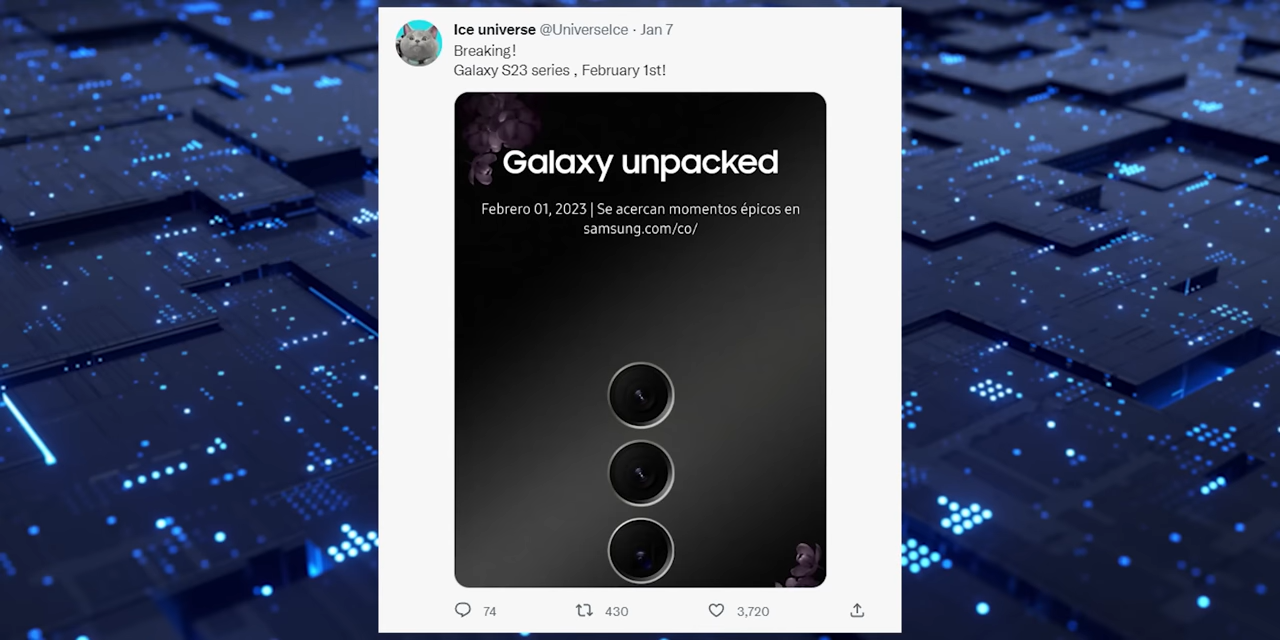 Ice universe @UniverseIce · Jan 7
Breaking!
Galaxy S23 series , February 1st!
Galaxy unpacked
Febrero 01, 2023 | Se acercan momentos épicos en
samsung.com/co/
74 430 3,720